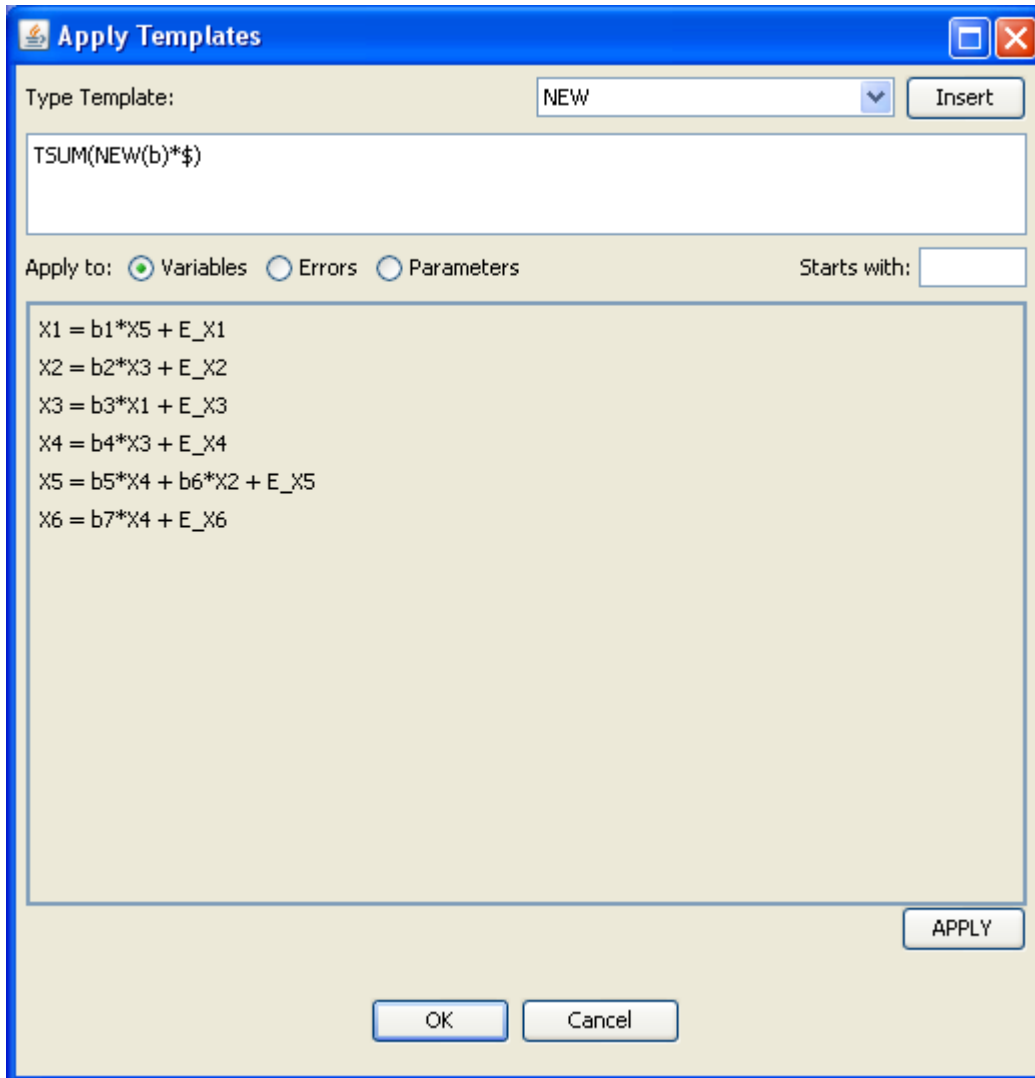 Apply Templates
Type Template: NEW Insert
TSUM(NEW(b)*$)
Apply to: Variables Errors Parameters Starts with:
X1 = b1*X5 + E_X1
X2 = b2*X3 + E_X2
X3 = b3*X1 + E_X3
X4 = b4*X3 + E_X4
X5 = b5*X4 + b6*X2 + E_X5
X6 = b7*X4 + E_X6
APPLY
OK Cancel